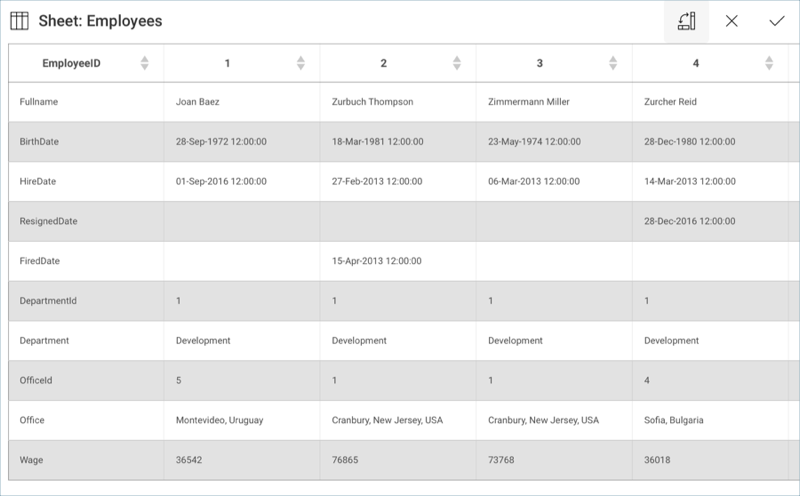 Sheet: Employees
EmployeeID 1 2 3 4
Fullname Joan Baez Zurbuch Thompson Zimmermann Miller Zurcher Reid
BirthDate 28-Sep-1972 12:00:00 18-Mar-1981 12:00:00 23-May-1974 12:00:00 28-Dec-1980 12:00:00
HireDate 01-Sep-2016 12:00:00 27-Feb-2013 12:00:00 06-Mar-2013 12:00:00 14-Mar-2013 12:00:00
ResignedDate 28-Dec-2016 12:00:00
FiredDate 15-Apr-2013 12:00:00
DepartmentId 1 1 1 1
Department Development Development Development Development
OfficeId 5 1 1 4
Office Montevideo, Uruguay Cranbury, New Jersey, USA Cranbury, New Jersey, USA Sofia, Bulgaria
Wage 36542 76865 73768 36018